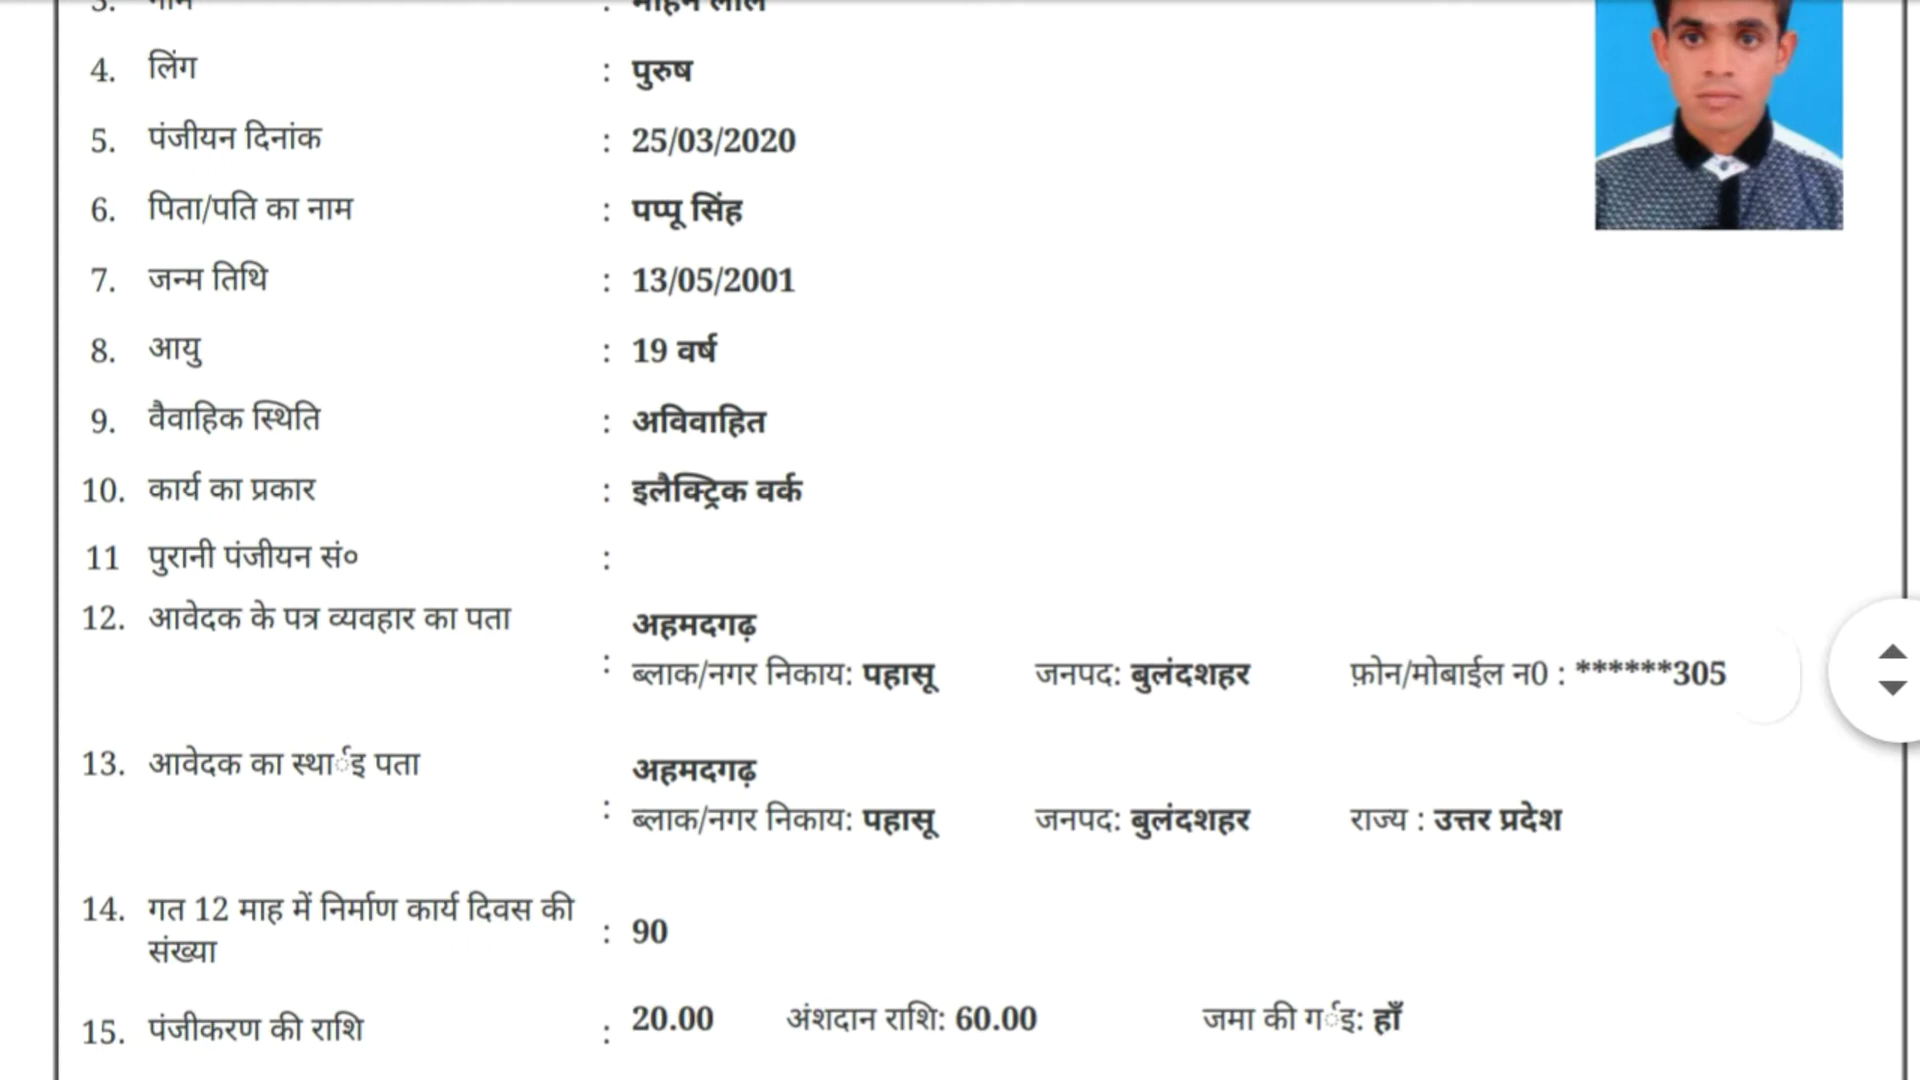 3. नाम : मोहन लाल
4. लिंग : पुरुष
5. पंजीयन दिनांक : 25/03/2020
6. पिता/पति का नाम : पप्पू सिंह
7. जन्म तिथि : 13/05/2001
8. आयु : 19 वर्ष
9. वैवाहिक स्थिति : अविवाहित
10. कार्य का प्रकार : इलैक्ट्रिक वर्क
11 पुरानी पंजीयन सं० :
12. आवेदक के पत्र व्यवहार का पता : अहमदगढ़
ब्लाक/नगर निकाय: पहासू जनपद: बुलंदशहर फ़ोन/मोबाईल न0 : ******305
13. आवेदक का स्थार्इ पता : अहमदगढ़
ब्लाक/नगर निकाय: पहासू जनपद: बुलंदशहर राज्य : उत्तर प्रदेश
14. गत 12 माह में निर्माण कार्य दिवस की
संख्या : 90
15. पंजीकरण की राशि : 20.00 अंशदान राशि: 60.00 जमा की गर्इ: हाँ